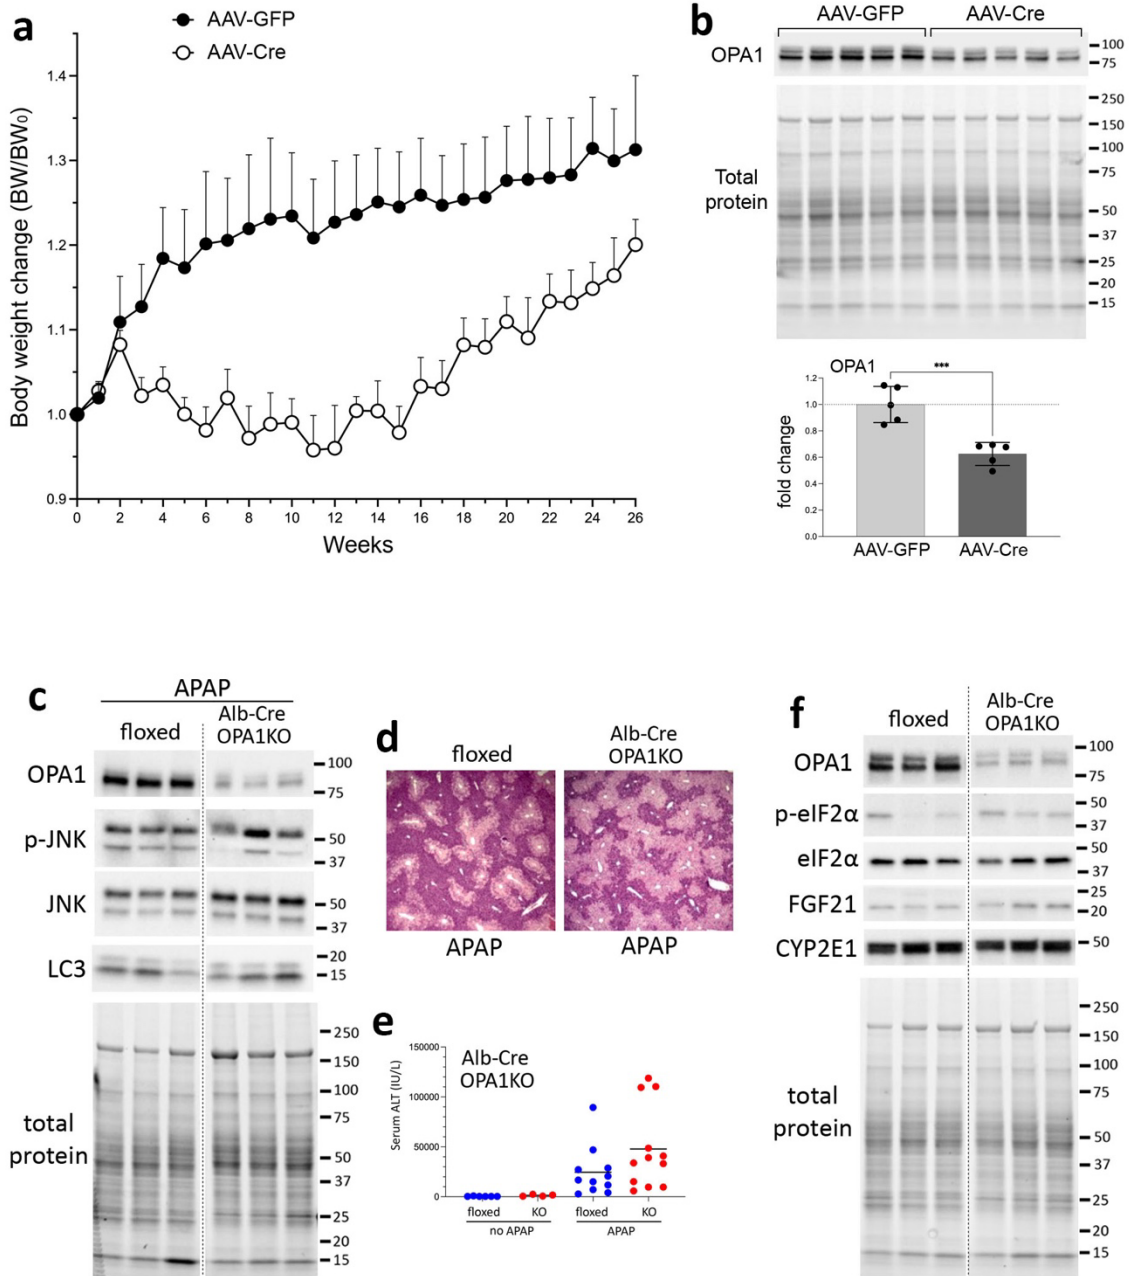 a
AAV-GFP
AAV-Cre
Body weight change (BW/BW₀)
1.4
1.3
1.2
1.1
1.0
0.9
0 2 4 6 8 10 12 14 16 18 20 22 24 26
Weeks
b
AAV-GFP AAV-Cre
OPA1
100
75
Total
protein
250
150
100
75
50
37
25
20
15
OPA1
***
fold change
1.2
1.0
0.8
0.6
0.4
0.2
0.0
AAV-GFP AAV-Cre
c
APAP
floxed
Alb-Cre
OPA1KO
OPA1
100
75
p-JNK
50
37
JNK
50
37
LC3
20
15
total
protein
250
150
100
75
50
37
25
20
15
d
floxed
Alb-Cre
OPA1KO
APAP APAP
e
Alb-Cre
OPA1KO
Serum ALT (IU/L)
150000
100000
50000
0
floxed KO floxed KO
no APAP APAP
f
floxed
Alb-Cre
OPA1KO
OPA1
100
75
p-eIF2α
50
37
eIF2α
50
37
FGF21
25
20
CYP2E1
50
total
protein
250
150
100
75
50
37
25
20
15